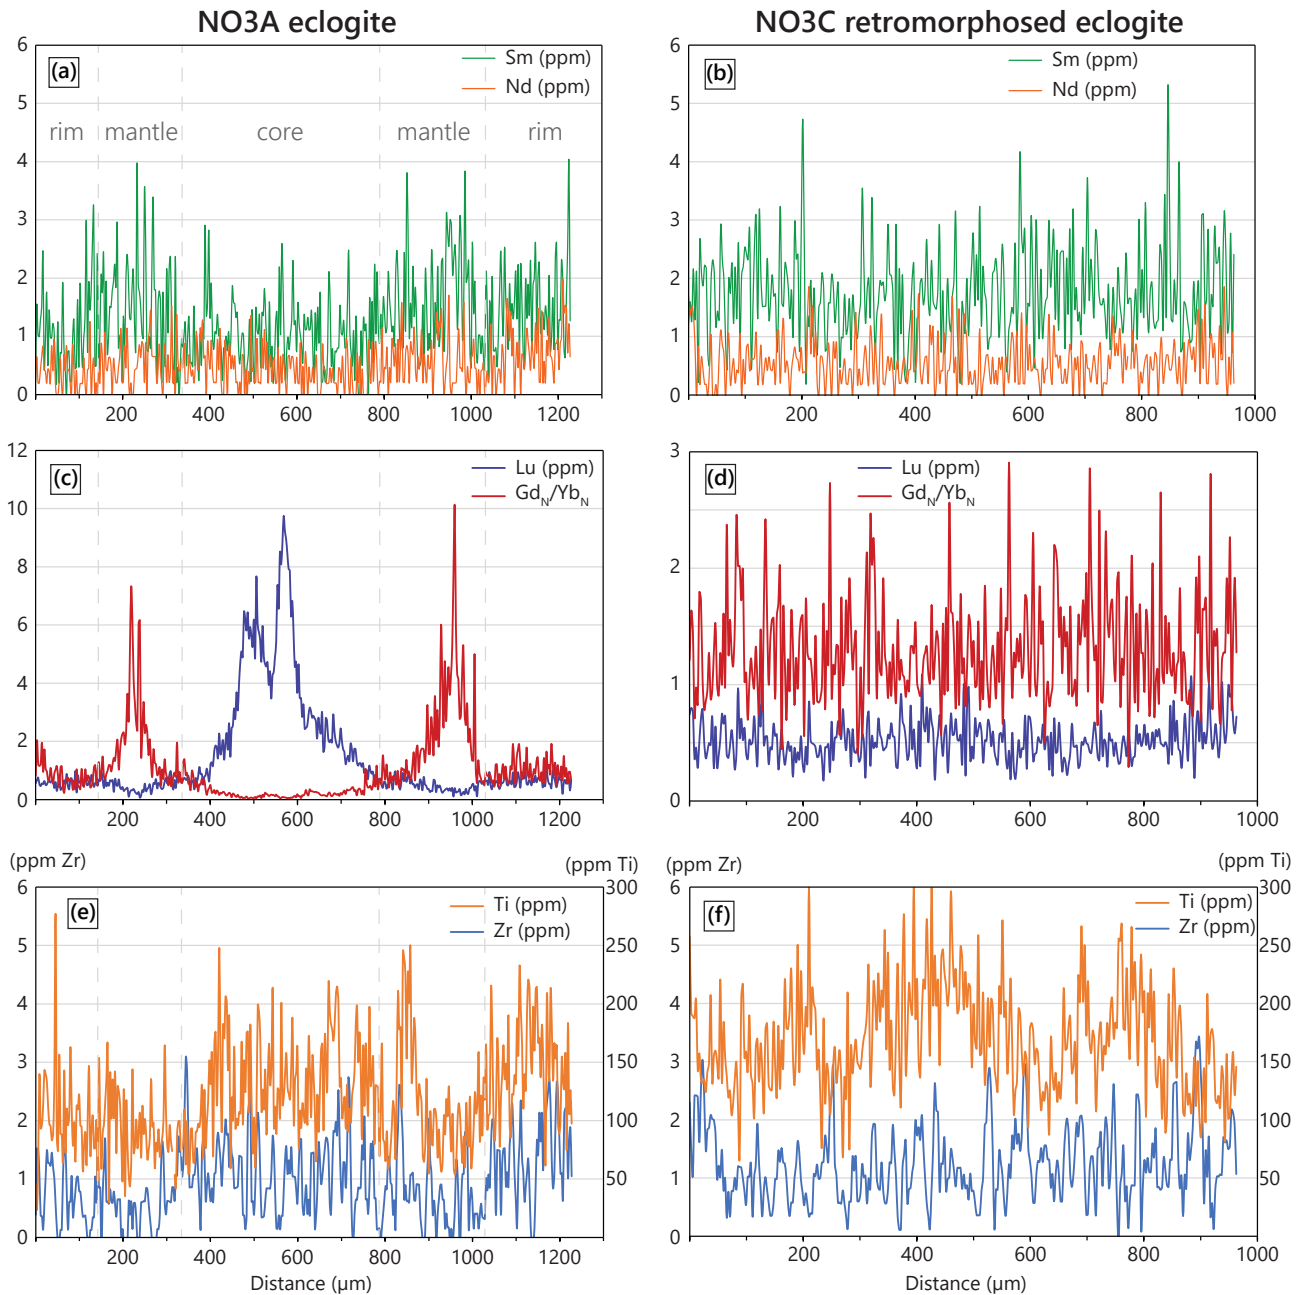 NO3A eclogite
NO3C retromorphosed eclogite
(a)
Sm (ppm)
Nd (ppm)
rim mantle core mantle rim
6
5
4
3
2
1
0
200 400 600 800 1000 1200
(b)
Sm (ppm)
Nd (ppm)
6
5
4
3
2
1
0
200 400 600 800 1000
(c)
Lu (ppm)
Gd_N/Yb_N
12
10
8
6
4
2
0
200 400 600 800 1000 1200
(d)
Lu (ppm)
Gd_N/Yb_N
3
2
1
0
200 400 600 800 1000
(ppm Zr)
(ppm Ti)
(e)
Ti (ppm)
Zr (ppm)
6
5
4
3
2
1
0
300
250
200
150
100
50
200 400 600 800 1000 1200
Distance (μm)
(ppm Zr)
(ppm Ti)
(f)
Ti (ppm)
Zr (ppm)
6
5
4
3
2
1
0
300
250
200
150
100
50
200 400 600 800 1000
Distance (μm)